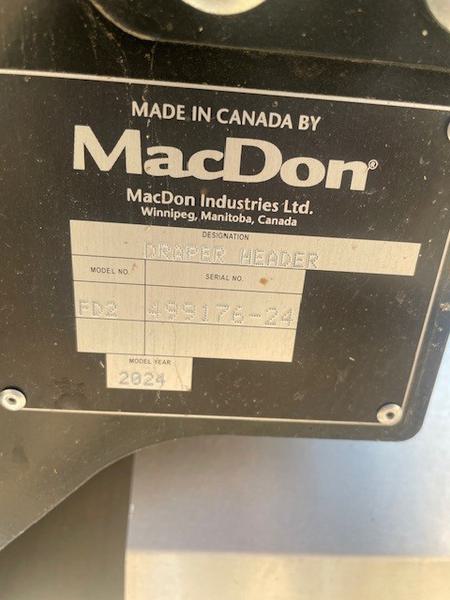 MADE IN CANADA BY
MacDon®
MacDon Industries Ltd.
Winnipeg, Manitoba, Canada
DESIGNATION
DRAPER HEADER
MODEL NO.
SERIAL NO.
FD2
499176-24
MODEL YEAR
2024